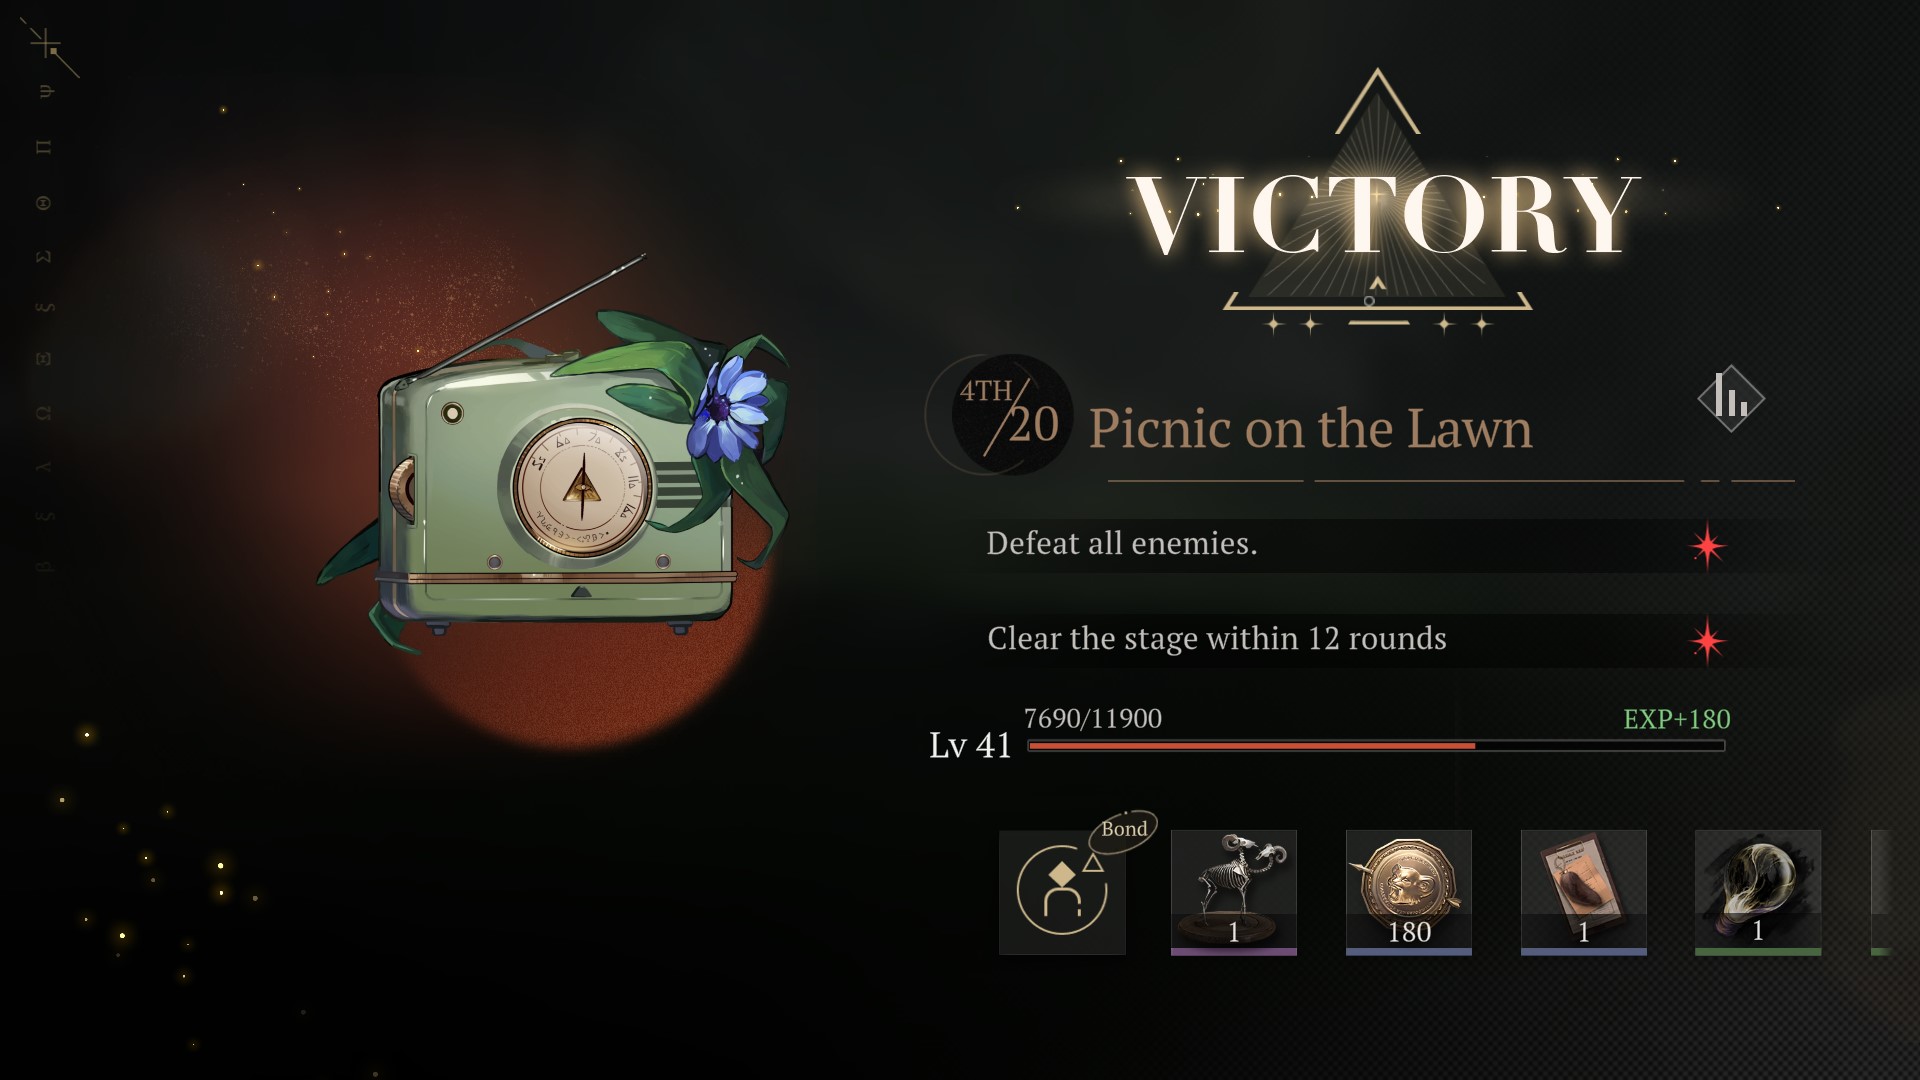 VICTORY
4TH/20
Picnic on the Lawn
Defeat all enemies.
Clear the stage within 12 rounds
7690/11900
EXP+180
Lv 41
Bond
1
180
1
1
ψ
Π
Θ
Σ
ξ
Ξ
Ω
λ
ξ
β